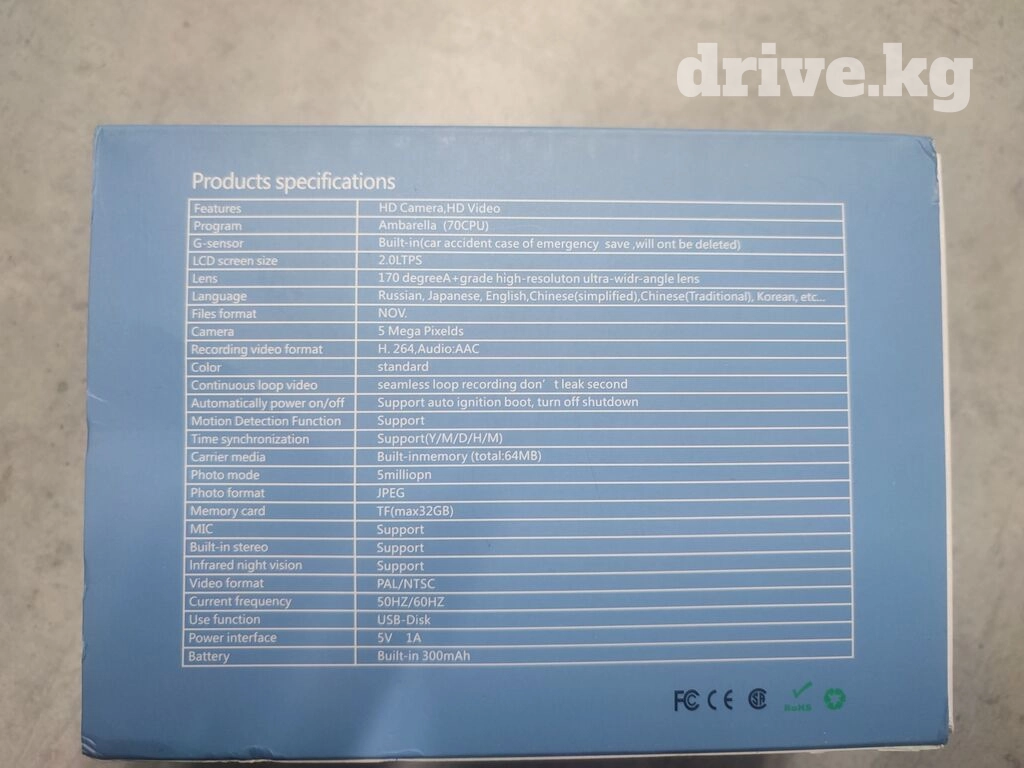 drive.kg
Products specifications
Features HD Camera,HD Video
Program Ambarella (70CPU)
G-sensor Built-in(car accident case of emergency save ,will ont be deleted)
LCD screen size 2.0LTPS
Lens 170 degreeA+grade high-resoluton ultra-widr-angle lens
Language Russian, Japanese, English,Chinese(simplified),Chinese(Traditional), Korean, etc...
Files format NOV.
Camera 5 Mega Pixelds
Recording video format H. 264,Audio:AAC
Color standard
Continuous loop video seamless loop recording don' t leak second
Automatically power on/off Support auto ignition boot, turn off shutdown
Motion Detection Function Support
Time synchronization Support(Y/M/D/H/M)
Carrier media Built-inmemory (total:64MB)
Photo mode 5milliopn
Photo format JPEG
Memory card TF(max32GB)
MIC Support
Built-in stereo Support
Infrared night vision Support
Video format PAL/NTSC
Current frequency 50HZ/60HZ
Use function USB-Disk
Power interface 5V 1A
Battery Built-in 300mAh
FC CE RoHS